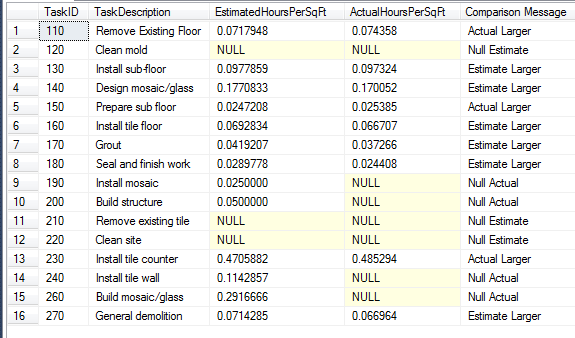 TaskID TaskDescription EstimatedHoursPerSqFt ActualHoursPerSqFt Comparison Message
1 110 Remove Existing Floor 0.0717948 0.074358 Actual Larger
2 120 Clean mold NULL NULL Null Estimate
3 130 Install sub-floor 0.0977859 0.097324 Estimate Larger
4 140 Design mosaic/glass 0.1770833 0.170052 Estimate Larger
5 150 Prepare sub floor 0.0247208 0.025385 Actual Larger
6 160 Install tile floor 0.0692834 0.066707 Estimate Larger
7 170 Grout 0.0419207 0.037266 Estimate Larger
8 180 Seal and finish work 0.0289778 0.024408 Estimate Larger
9 190 Install mosaic 0.0250000 NULL Null Actual
10 200 Build structure 0.0500000 NULL Null Actual
11 210 Remove existing tile NULL NULL Null Estimate
12 220 Clean site NULL NULL Null Estimate
13 230 Install tile counter 0.4705882 0.485294 Actual Larger
14 240 Install tile wall 0.1142857 NULL Null Actual
15 260 Build mosaic/glass 0.2916666 NULL Null Actual
16 270 General demolition 0.0714285 0.066964 Estimate Larger